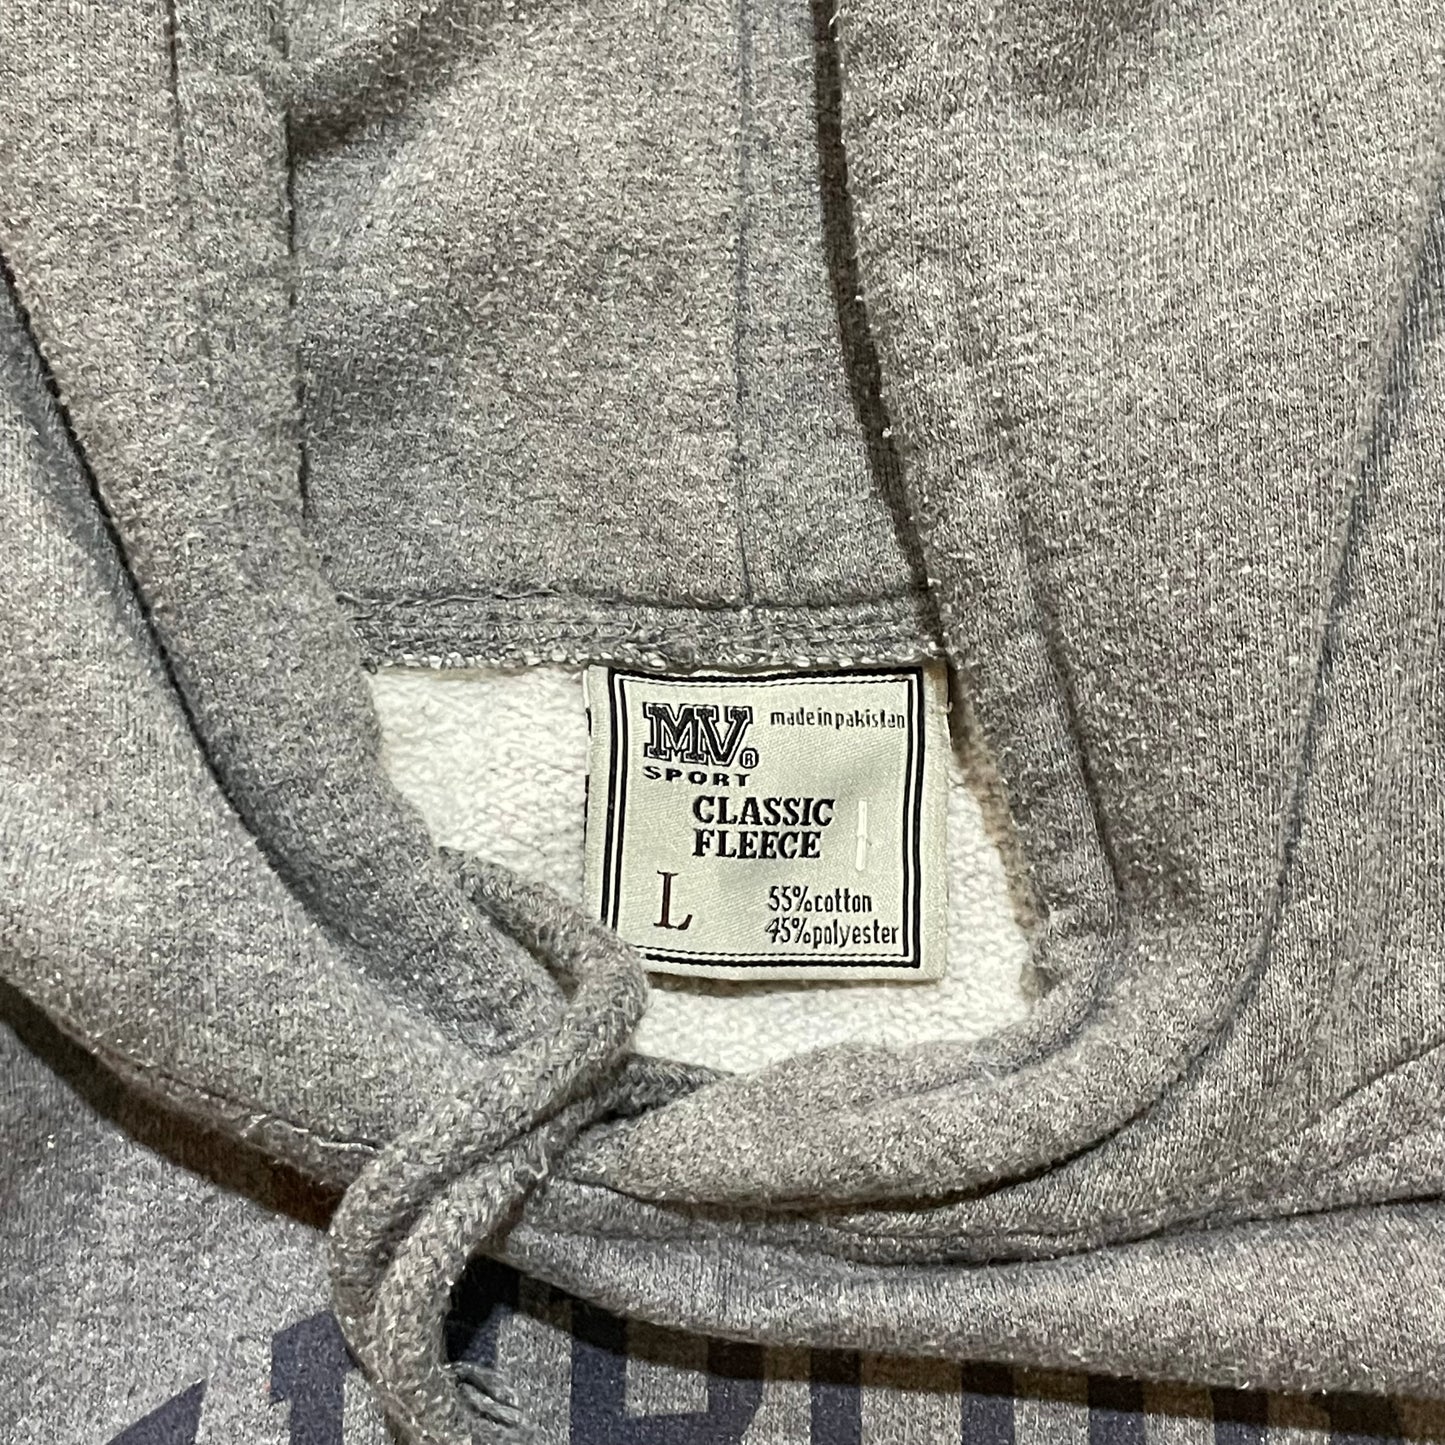 MV®
SPORT
made in pakistan
CLASSIC
FLEECE
L
55% cotton
45% polyester